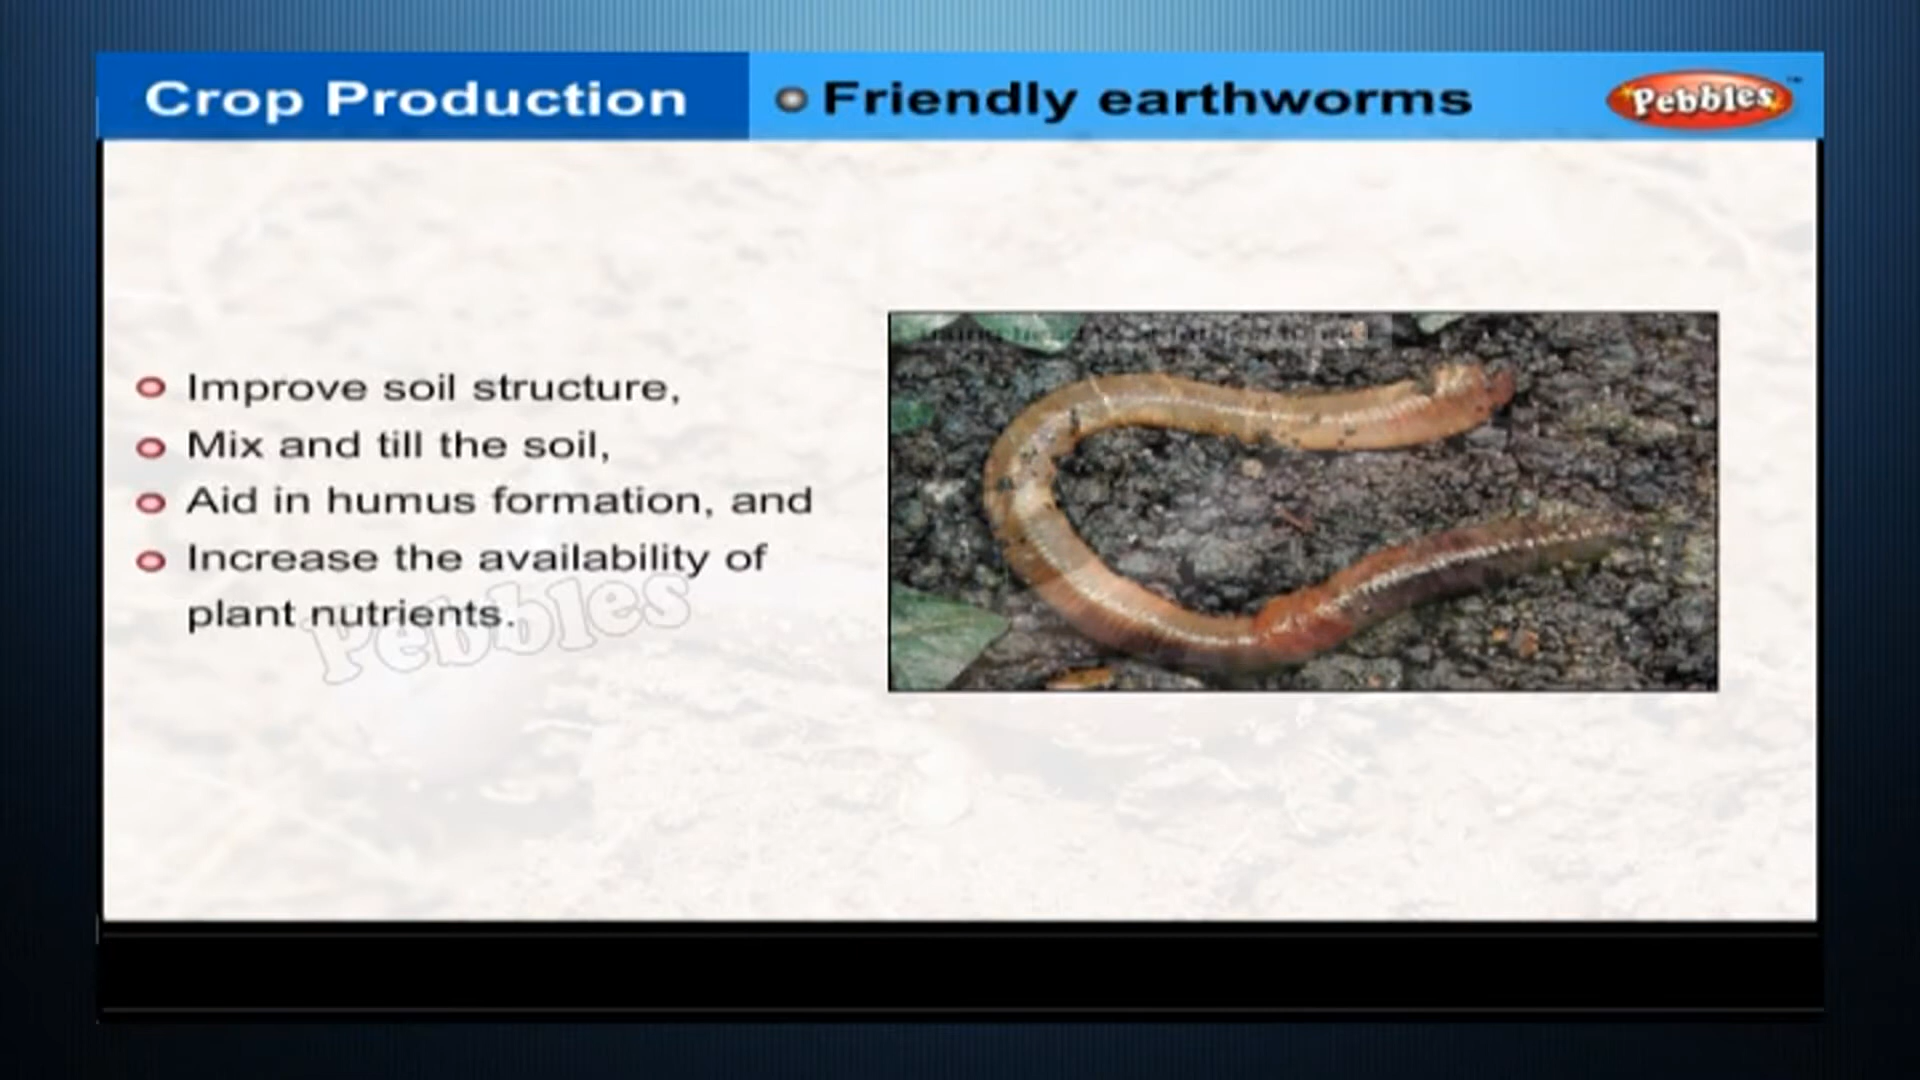 Crop Production
Friendly earthworms
Pebbles™
Improve soil structure,
Mix and till the soil,
Aid in humus formation, and
Increase the availability of
plant nutrients.
Pebbles